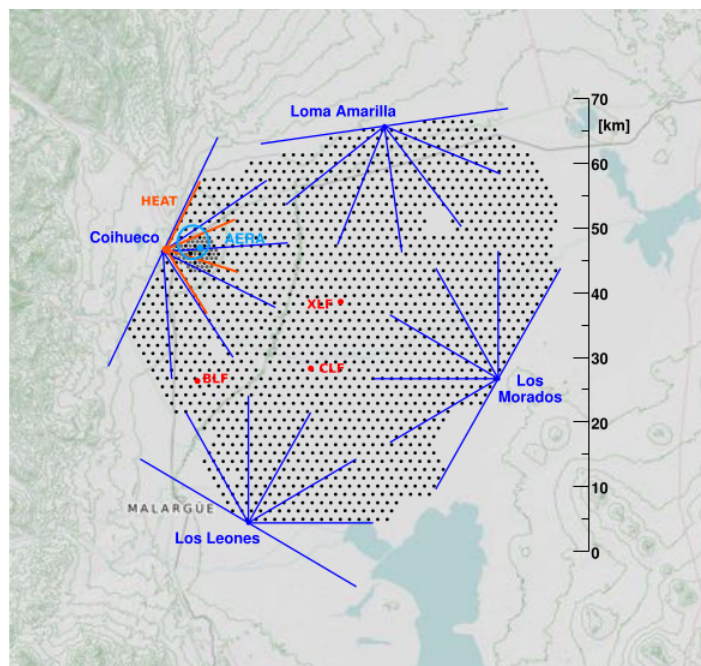 70
[km]
Loma Amarilla
60
HEAT
50
Coihueco
AERA
40
XLF
30
BLF
CLF
Los
Morados
20
10
MALARGÜE
Los Leones
0